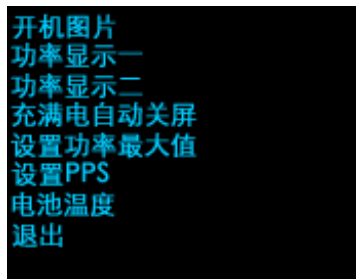 开机图片
功率显示一
功率显示二
充满电自动关屏
设置功率最大值
设置PPS
电池温度
退出